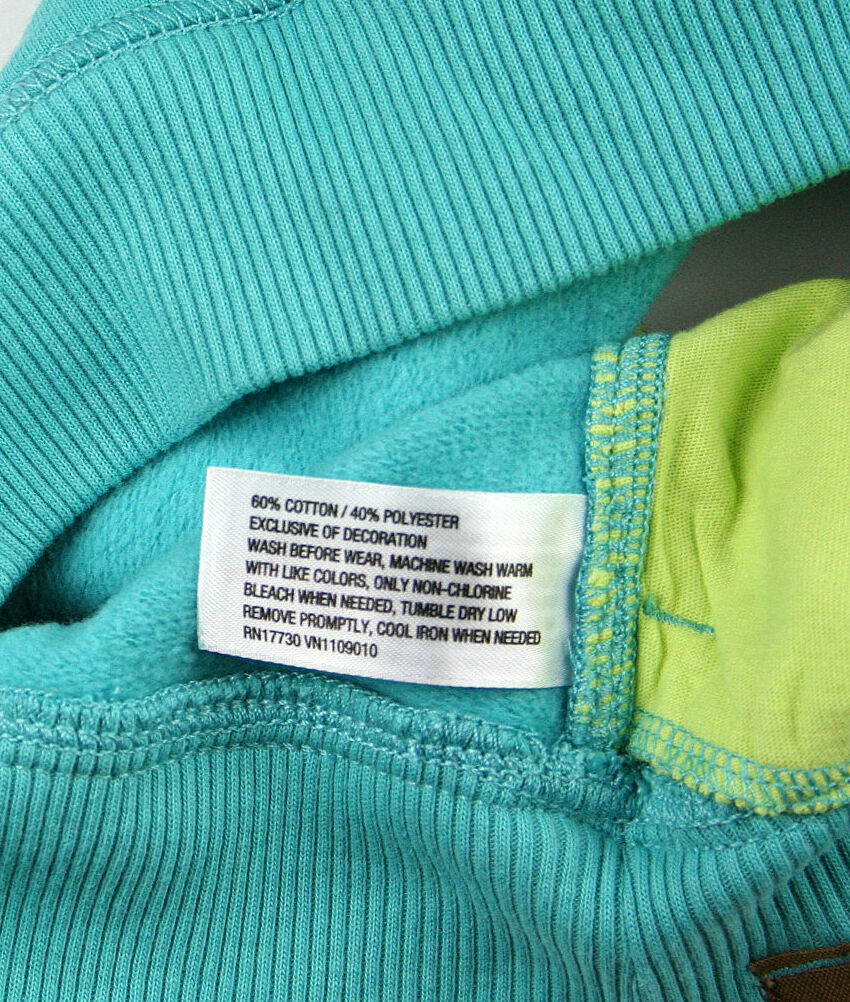 60% COTTON / 40% POLYESTER
EXCLUSIVE OF DECORATION
WASH BEFORE WEAR, MACHINE WASH WARM
WITH LIKE COLORS, ONLY NON-CHLORINE
BLEACH WHEN NEEDED, TUMBLE DRY LOW
REMOVE PROMPTLY, COOL IRON WHEN NEEDED
RN17730 VN1109010